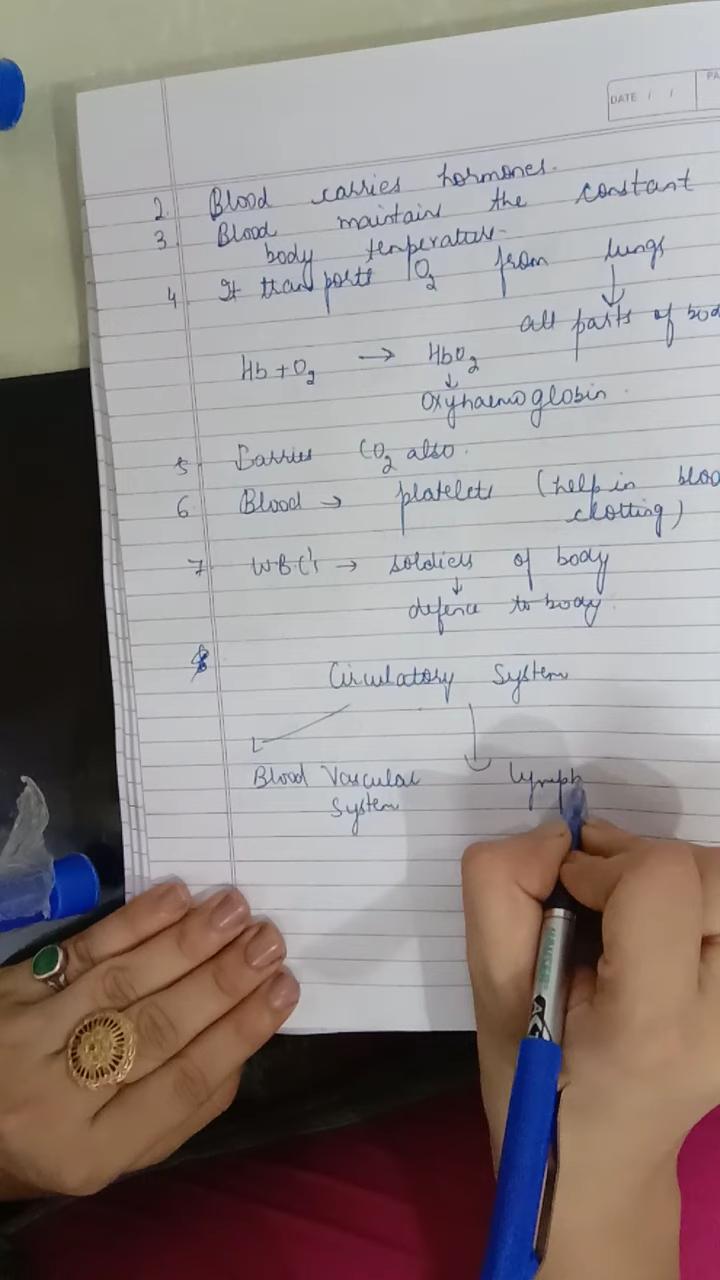 DATE / / PA
2. Blood carries hormones.
3 Blood maintains the constant
body temperature.
4 It transports O2 from lungs
↓
all parts of bod
Hb + O2 → HbO2
↓
Oxyhaemoglobin.
5. Carries CO2 also.
6 Blood → platelets (help in bloo
clotting)
7. WBC's → soldiers of body
↓
defence to body.
8
Circulatory System
Blood Vascular Lymph
System